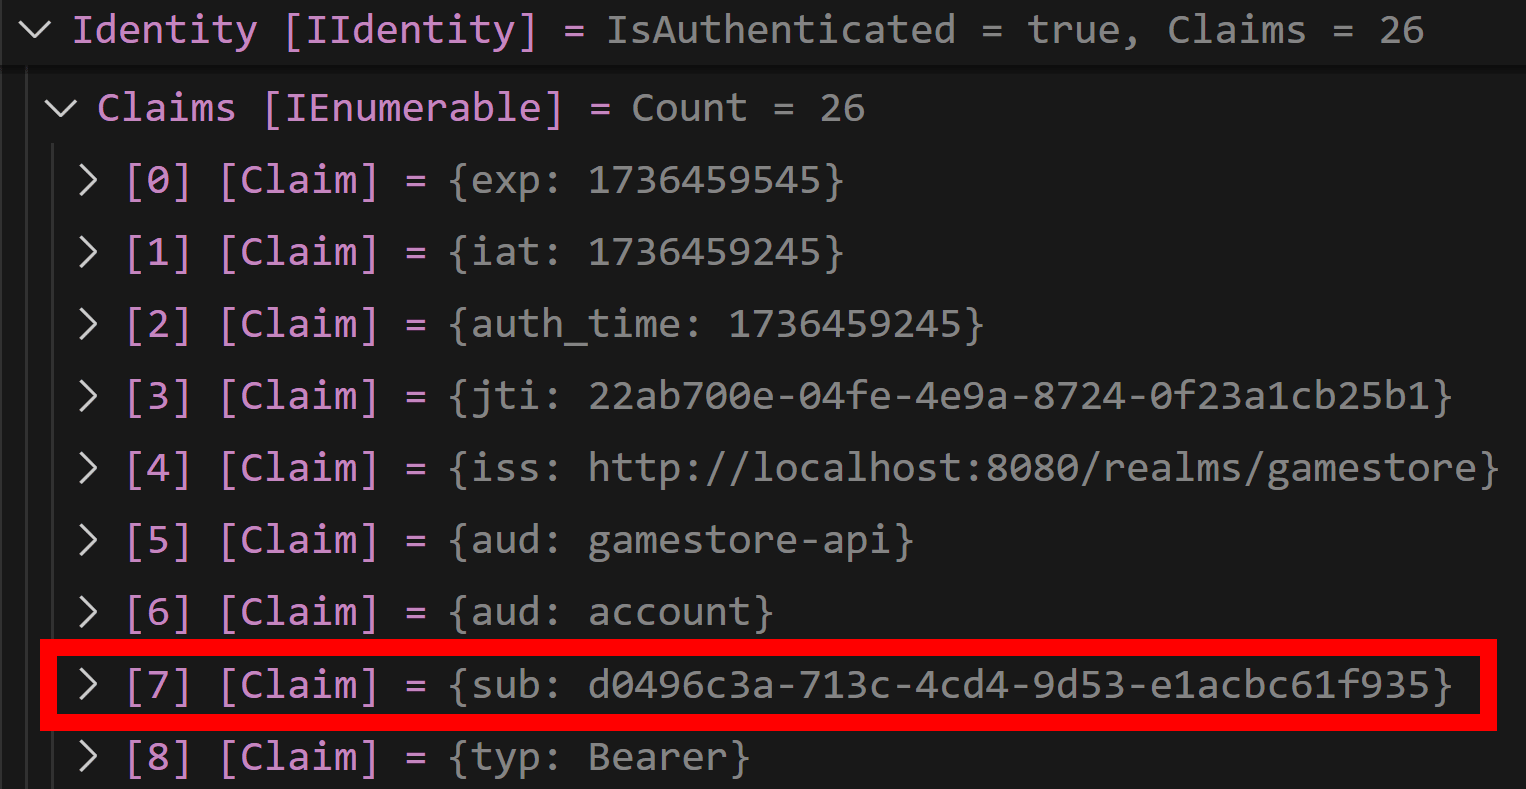 Identity [IIdentity] = IsAuthenticated = true, Claims = 26
Claims [IEnumerable] = Count = 26
[0] [Claim] = {exp: 1736459545}
[1] [Claim] = {iat: 1736459245}
[2] [Claim] = {auth_time: 1736459245}
[3] [Claim] = {jti: 22ab700e-04fe-4e9a-8724-0f23a1cb25b1}
[4] [Claim] = {iss: http://localhost:8080/realms/gamestore}
[5] [Claim] = {aud: gamestore-api}
[6] [Claim] = {aud: account}
[7] [Claim] = {sub: d0496c3a-713c-4cd4-9d53-e1acbc61f935}
[8] [Claim] = {typ: Bearer}